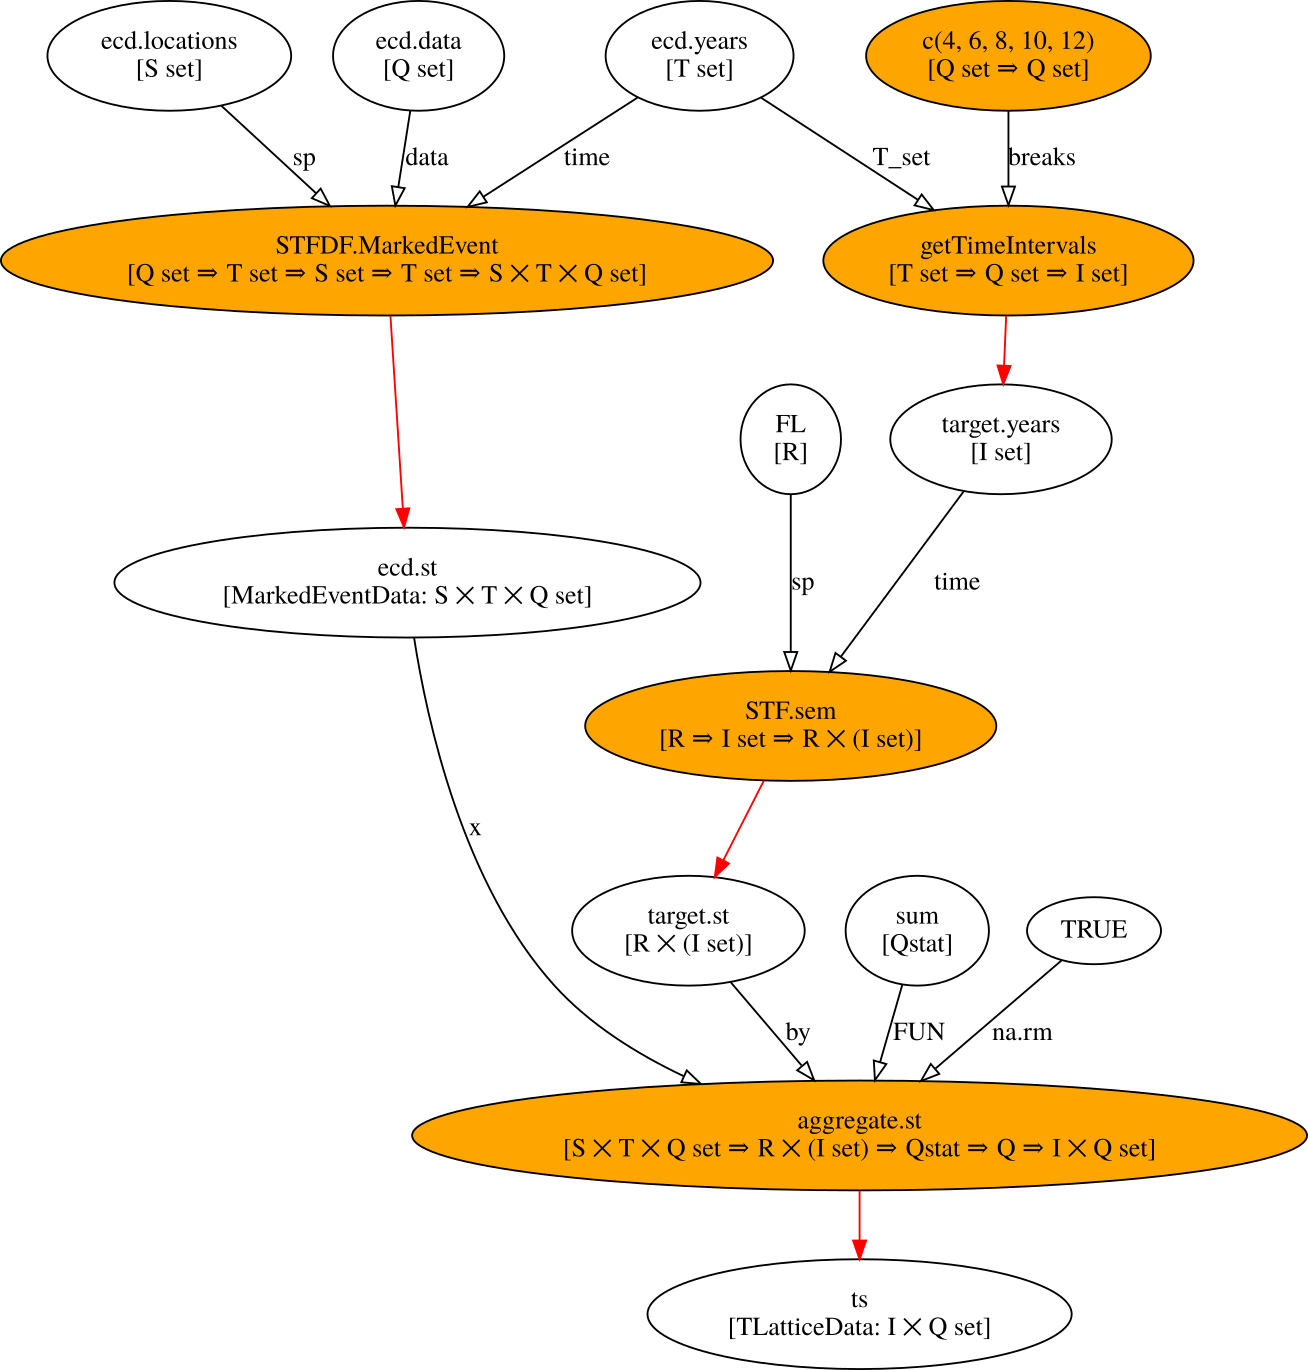 ecd.locations
[S set]
ecd.data
[Q set]
ecd.years
[T set]
c(4, 6, 8, 10, 12)
[Q set ⇒ Q set]
sp
data
time
T_set
breaks
STFDF.MarkedEvent
[Q set ⇒ T set ⇒ S set ⇒ T set ⇒ S × T × Q set]
getTimeIntervals
[T set ⇒ Q set ⇒ I set]
FL
[R]
target.years
[I set]
ecd.st
[MarkedEventData: S × T × Q set]
sp
time
STF.sem
[R ⇒ I set ⇒ R × (I set)]
x
target.st
[R × (I set)]
sum
[Qstat]
TRUE
by
FUN
na.rm
aggregate.st
[S × T × Q set ⇒ R × (I set) ⇒ Qstat ⇒ Q ⇒ I × Q set]
ts
[TLatticeData: I × Q set]